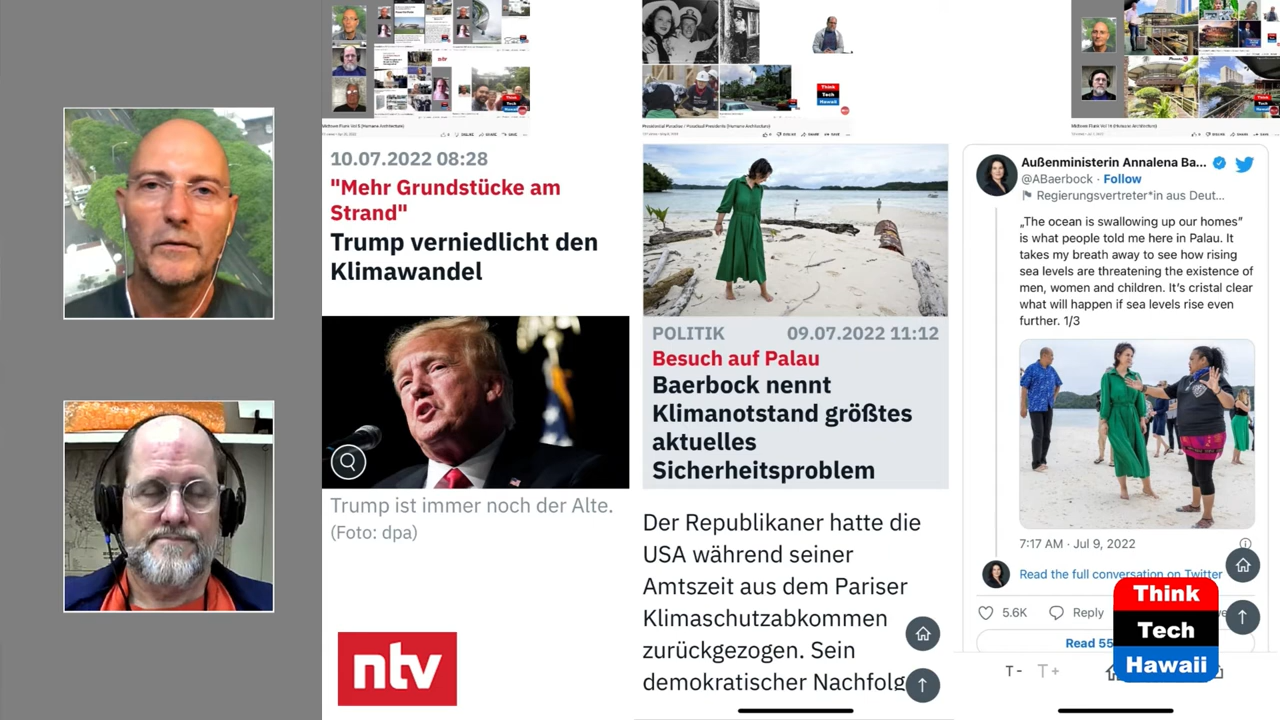 10.07.2022 08:28
"Mehr Grundstücke am
Strand"
Trump verniedlicht den
Klimawandel
Trump ist immer noch der Alte.
(Foto: dpa)
ntv
Think
Tech
Hawaii
POLITIK 09.07.2022 11:12
Besuch auf Palau
Baerbock nennt
Klimanotstand größtes
aktuelles
Sicherheitsproblem
Der Republikaner hatte die
USA während seiner
Amtszeit aus dem Pariser
Klimaschutzabkommen
zurückgezogen. Sein
demokratischer Nachfolg
Außenministerin Annalena Ba...
@ABaerbock · Follow
Regierungsvertreter*in aus Deut...
„The ocean is swallowing up our homes"
is what people told me here in Palau. It
takes my breath away to see how rising
sea levels are threatening the existence of
men, women and children. It's cristal clear
what will happen if sea levels rise even
further. 1/3
7:17 AM · Jul 9, 2022
Read the full conversation on Twitter
5.6K Reply
Read 55
T- T+
Think
Tech
Hawaii